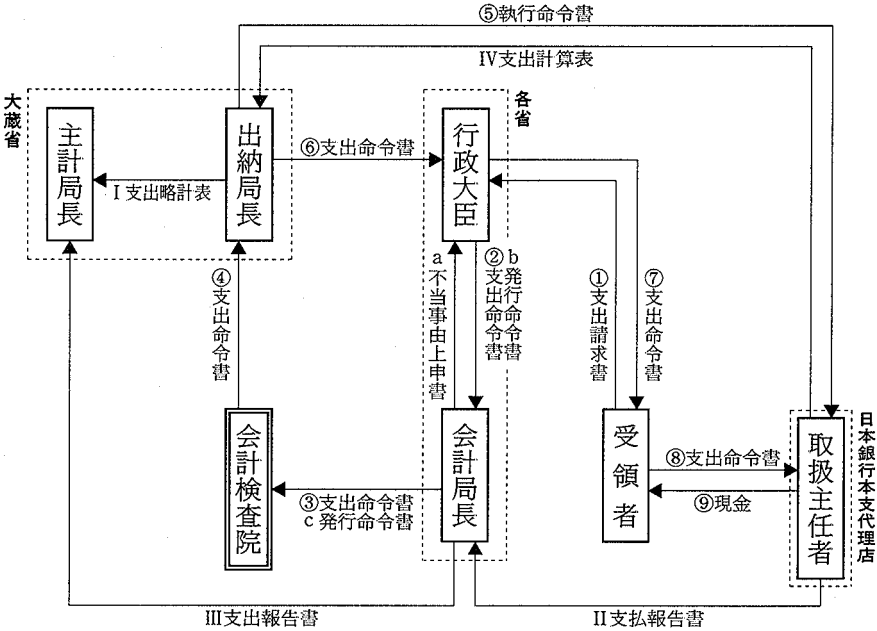 ⑤執行命令書
Ⅳ支出計算表
大蔵省
各省
主計局長
出納局長
行政大臣
⑥支出命令書
Ⅰ支出略計表
④支出命令書
a不当事由上申書
②支出命令書
b発行命令書
①支出請求書
⑦支出命令書
会計検査院
会計局長
受領者
取扱主任者
日本銀行本支代理店
⑧支出命令書
⑨現金
③支出命令書
c発行命令書
Ⅲ支出報告書
Ⅱ支払報告書